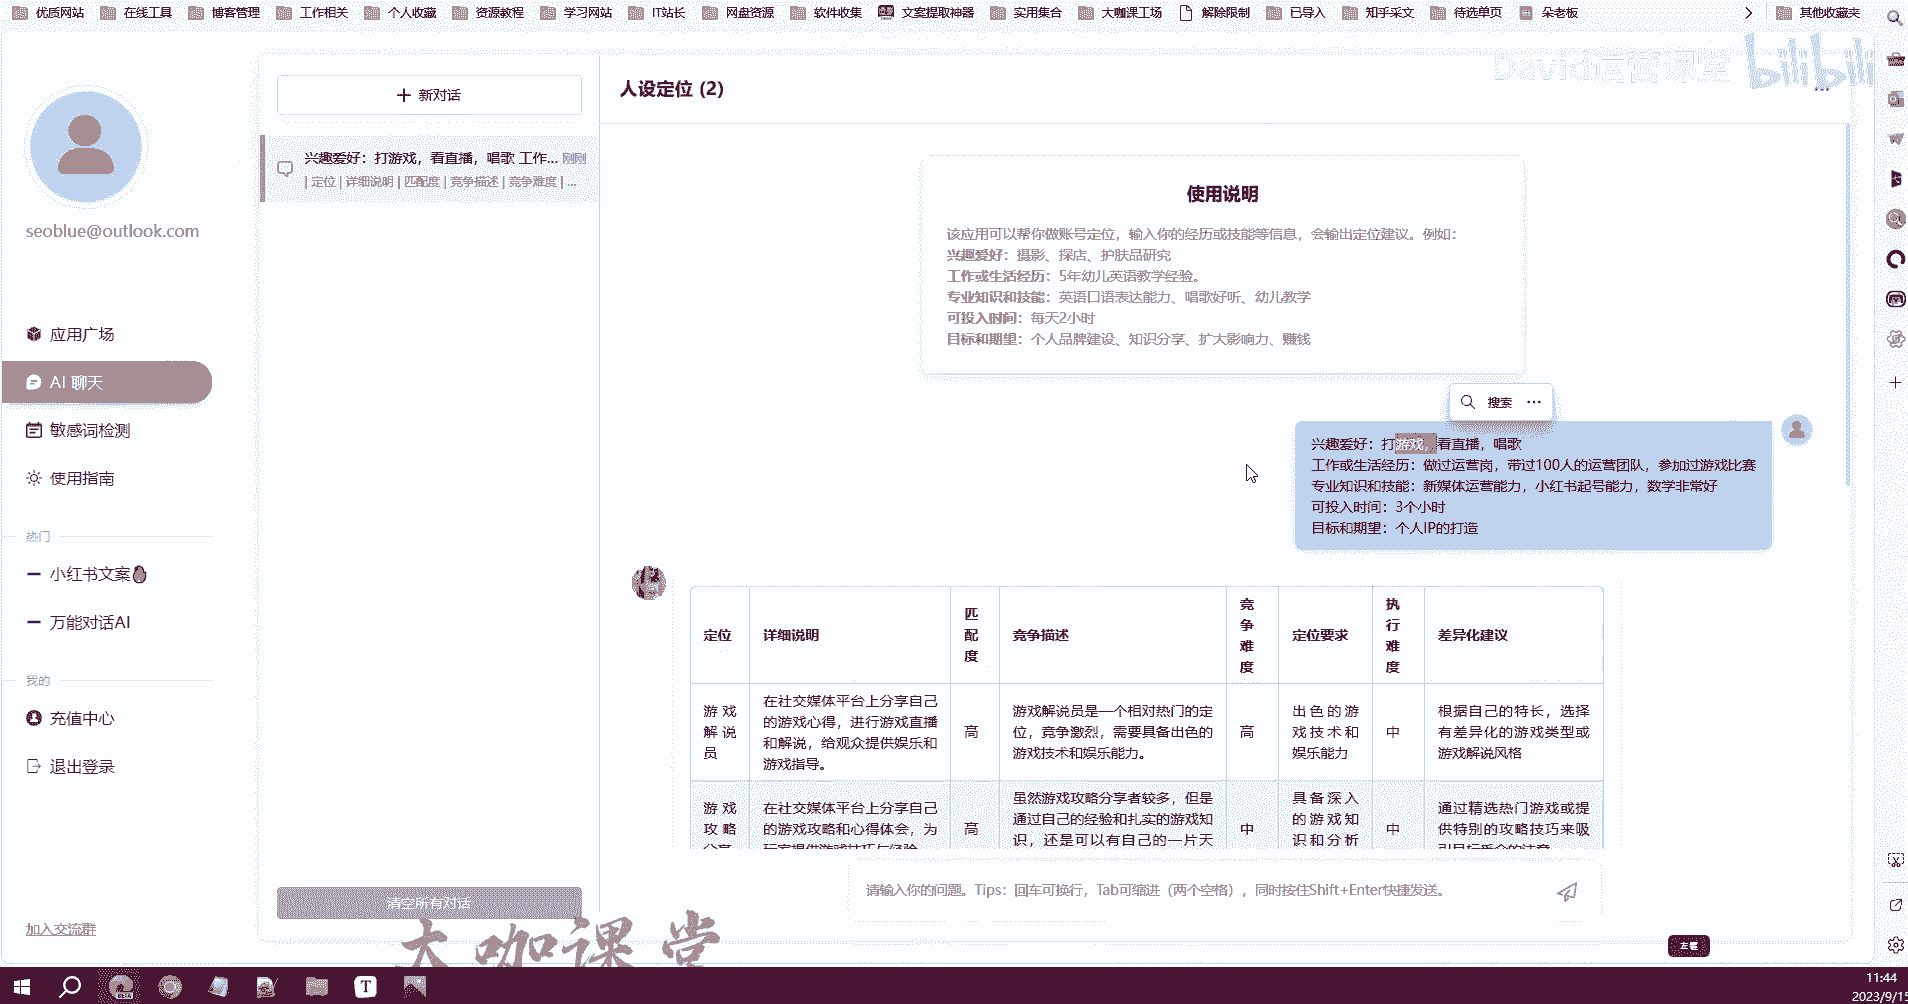 优质网站 在线工具 博客管理 工作相关 个人收藏 资源教程 学习网站 IT站长 网盘资源 软件收集 文案提取神器 实用集合 大咖课工场 解除限制 已导入 知乎采文 待选单页 朵老板 其他收藏夹
David运营课堂 bilibili
seoblue@outlook.com
应用广场
AI 聊天
敏感词检测
使用指南
热门
小红书文案
万能对话AI
我的
充值中心
退出登录
加入交流群
新对话
兴趣爱好：打游戏，看直播，唱歌 工作... 刚刚
| 定位 | 详细说明 | 匹配度 | 竞争描述 | 竞争难度 | ...
清空所有对话
人设定位 (2)
使用说明
该应用可以帮你做账号定位，输入你的经历或技能等信息，会输出定位建议。例如：
兴趣爱好：摄影、探店、护肤品研究
工作或生活经历：5年幼儿英语教学经验。
专业知识和技能：英语口语表达能力、唱歌好听、幼儿教学
可投入时间：每天2小时
目标和期望：个人品牌建设、知识分享、扩大影响力、赚钱
搜索 ...
兴趣爱好：打游戏，看直播，唱歌
工作或生活经历：做过运营岗，带过100人的运营团队，参加过游戏比赛
专业知识和技能：新媒体运营能力，小红书起号能力，数学非常好
可投入时间：3个小时
目标和期望：个人IP的打造
定位
详细说明
匹
配
度
竞争描述
竞
争
难
度
定位要求
执
行
难
度
差异化建议
游戏
解说
员
在社交媒体平台上分享自己
的游戏心得，进行游戏直播
和解说，给观众提供娱乐和
游戏指导。
高
游戏解说员是一个相对热门的定
位，竞争激烈，需要具备出色的
游戏技术和娱乐能力。
高
出色的游
戏技术和
娱乐能力
中
根据自己的特长，选择
有差异化的游戏类型或
游戏解说风格
游戏
攻略
在社交媒体平台上分享自己
的游戏攻略和心得体会，为
高
虽然游戏攻略分享者较多，但是
通过自己的经验和扎实的游戏知
识，还是可以有自己的一片天
中
具备深入
的游戏知
识和分析
中
通过精选热门游戏或提
供特别的攻略技巧来吸
请输入你的问题。Tips：回车可换行，Tab可缩进（两个空格），同时按住Shift+Enter快捷发送。
大咖课堂
左键
BETA
T
11:44
2023/9/15